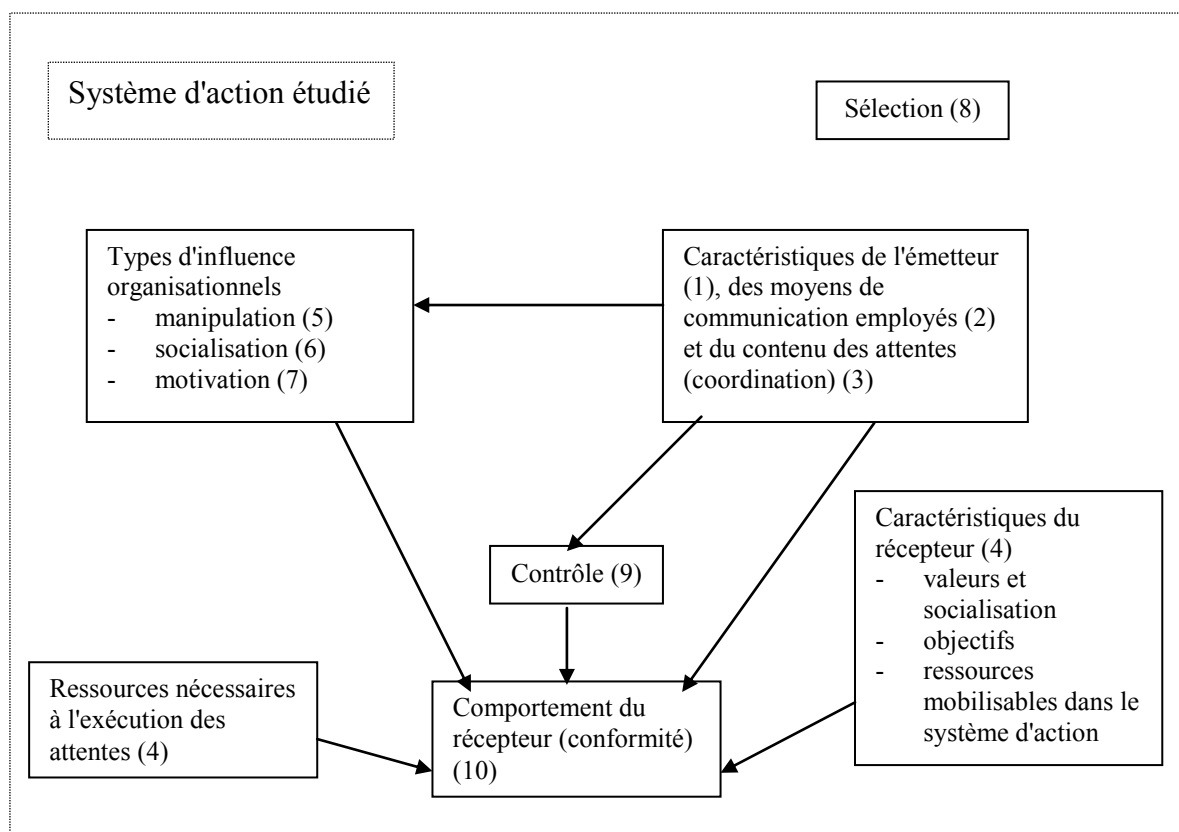 Système d'action étudié
Sélection (8)
Types d'influence
organisationnels
- manipulation (5)
- socialisation (6)
- motivation (7)
Caractéristiques de l'émetteur
(1), des moyens de
communication employés (2)
et du contenu des attentes
(coordination) (3)
Contrôle (9)
Caractéristiques du
récepteur (4)
- valeurs et
socialisation
- objectifs
- ressources
mobilisables dans le
système d'action
Ressources nécessaires
à l'exécution des
attentes (4)
Comportement du
récepteur (conformité)
(10)